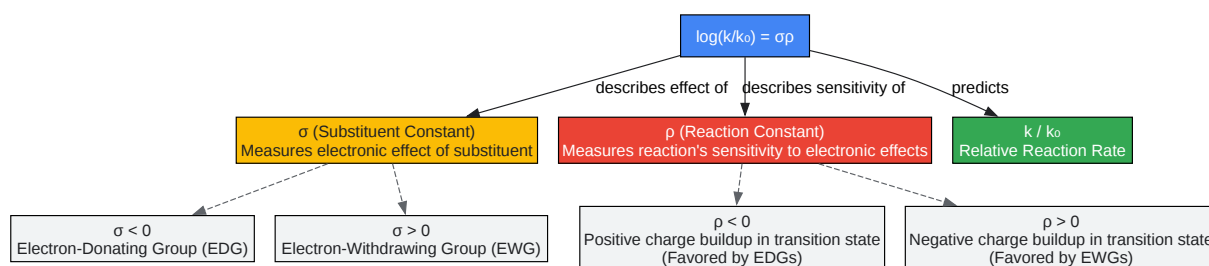 log(k/k₀) = σρ
describes effect of
describes sensitivity of
predicts
σ (Substituent Constant)
Measures electronic effect of substituent
ρ (Reaction Constant)
Measures reaction's sensitivity to electronic effects
k / k₀
Relative Reaction Rate
σ < 0
Electron-Donating Group (EDG)
σ > 0
Electron-Withdrawing Group (EWG)
ρ < 0
Positive charge buildup in transition state
(Favored by EDGs)
ρ > 0
Negative charge buildup in transition state
(Favored by EWGs)